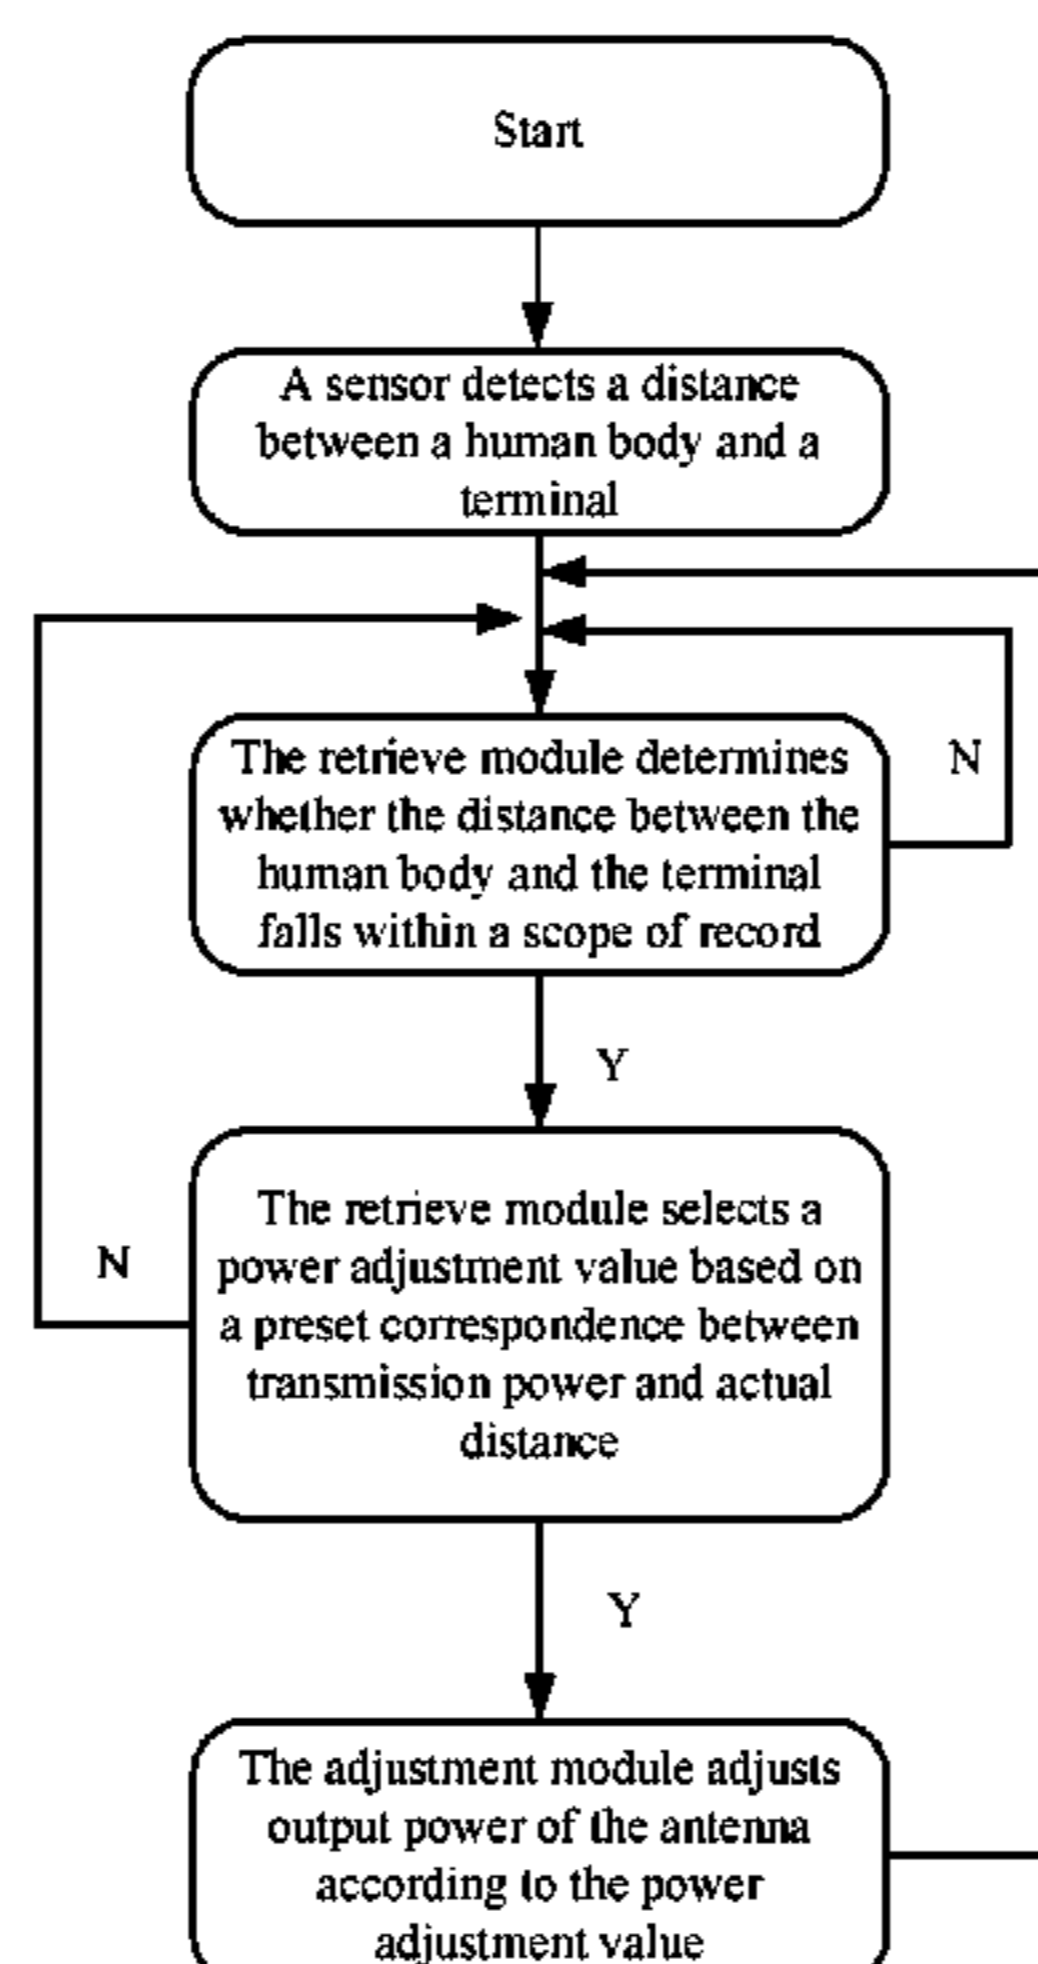 Start
A sensor detects a distance
between a human body and a
terminal
The retrieve module determines
whether the distance between the
human body and the terminal
falls within a scope of record
N
Y
The retrieve module selects a
power adjustment value based on
a preset correspondence between
transmission power and actual
distance
N
Y
The adjustment module adjusts
output power of the antenna
according to the power
adjustment value